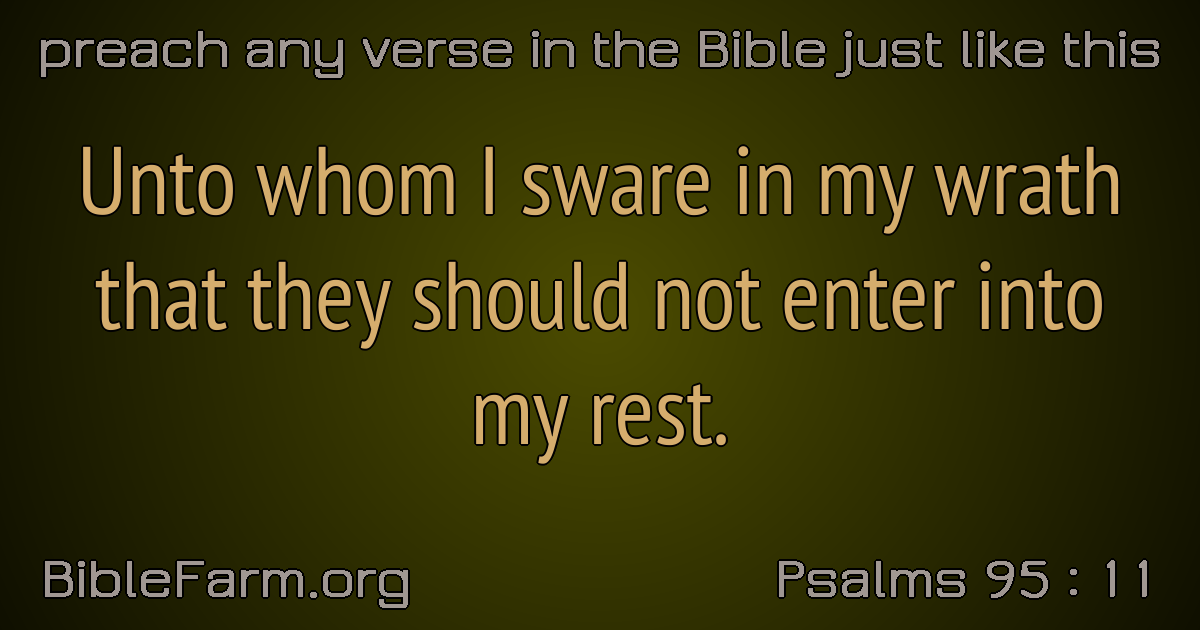 preach any verse in the Bible just like this
Unto whom I sware in my wrath
that they should not enter into
my rest.
BibleFarm.org
Psalms 95 : 11